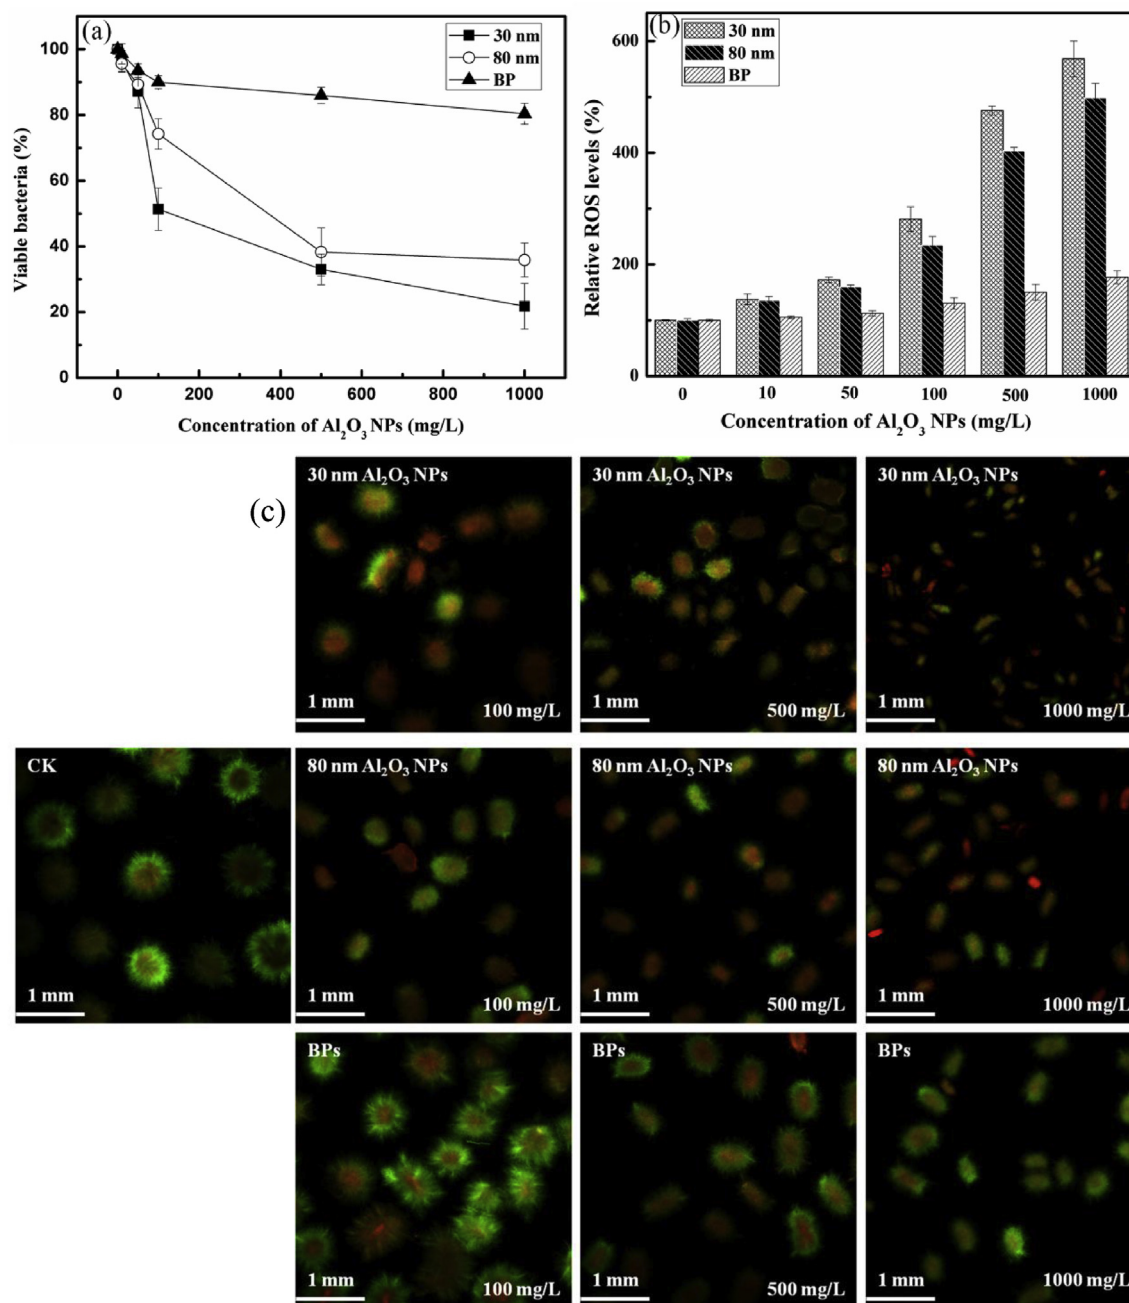 (a)
30 nm
80 nm
BP
100
80
60
40
20
0
Viable bacteria (%)
0
200
400
600
800
1000
Concentration of Al₂O₃ NPs (mg/L)
(b)
30 nm
80 nm
BP
600
400
200
0
Relative ROS levels (%)
0
10
50
100
500
1000
Concentration of Al₂O₃ NPs (mg/L)
(c)
30 nm Al₂O₃ NPs
1 mm
100 mg/L
30 nm Al₂O₃ NPs
1 mm
500 mg/L
30 nm Al₂O₃ NPs
1 mm
1000 mg/L
CK
1 mm
80 nm Al₂O₃ NPs
1 mm
100 mg/L
80 nm Al₂O₃ NPs
1 mm
500 mg/L
80 nm Al₂O₃ NPs
1 mm
1000 mg/L
BPs
1 mm
100 mg/L
BPs
1 mm
500 mg/L
BPs
1 mm
1000 mg/L